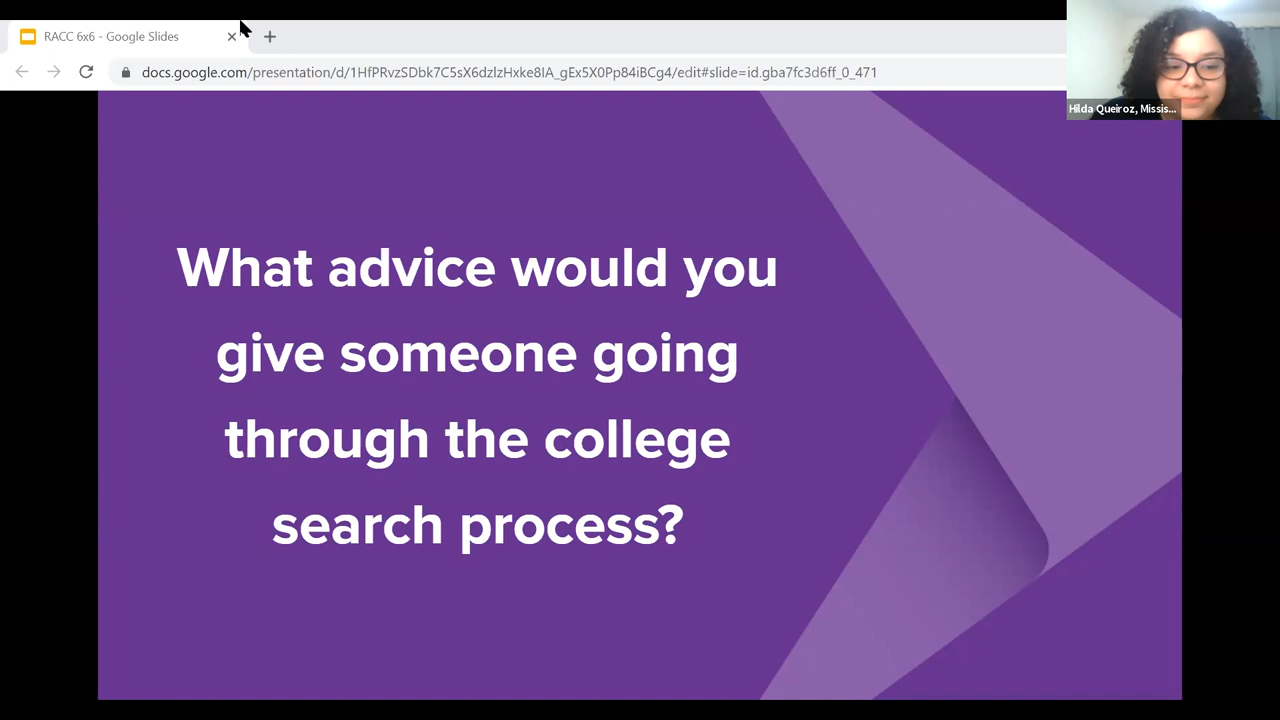 RACC 6x6 - Google Slides
docs.google.com/presentation/d/1HfPRvzSDbk7C5sxCtzlzHxke8IA_gEx5X0Pp84iBCg4/edit#slide=id.gba7fc3d6ff_0_471
Hilda Queiroz, Missis...
What advice would you
give someone going
through the college
search process?